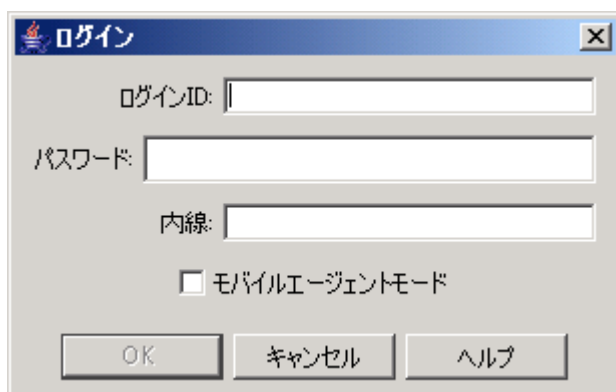 ログイン
ログインID:
パスワード:
内線:
モバイルエージェントモード
OK キャンセル ヘルプ